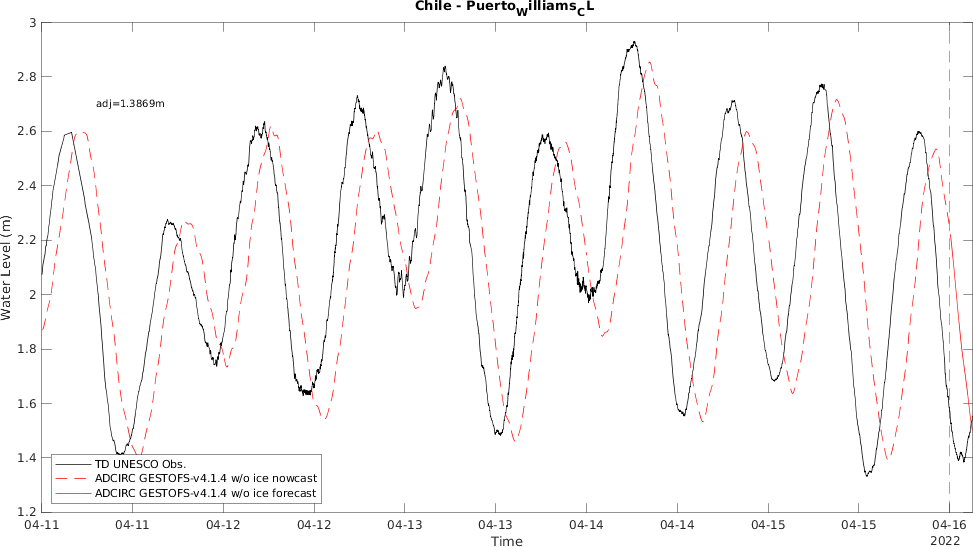 Chile - Puerto_Williams_CL
3
2.8
adj=1.3869m
2.6
2.4
2.2
2
1.8
1.6
1.4
1.2
Water Level (m)
TD UNESCO Obs.
ADCIRC GESTOFS-v4.1.4 w/o ice nowcast
ADCIRC GESTOFS-v4.1.4 w/o ice forecast
04-11 04-11 04-12 04-12 04-13 04-13 04-14 04-14 04-15 04-15 04-16
Time 2022